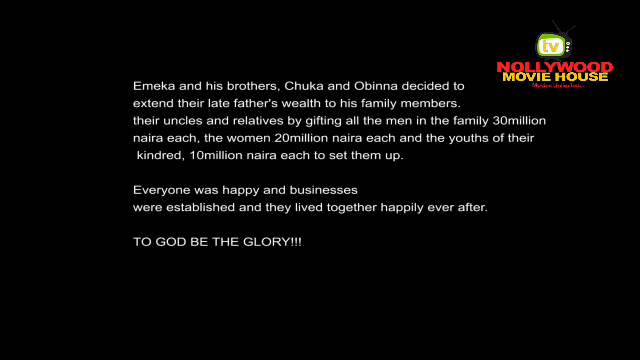 tv
NOLLYWOOD
MOVIE HOUSE
Emeka and his brothers, Chuka and Obinna decided to
extend their late father's wealth to his family members.
their uncles and relatives by gifting all the men in the family 30million
naira each, the women 20million naira each and the youths of their
kindred, 10million naira each to set them up.
Everyone was happy and businesses
were established and they lived together happily ever after.
TO GOD BE THE GLORY!!!